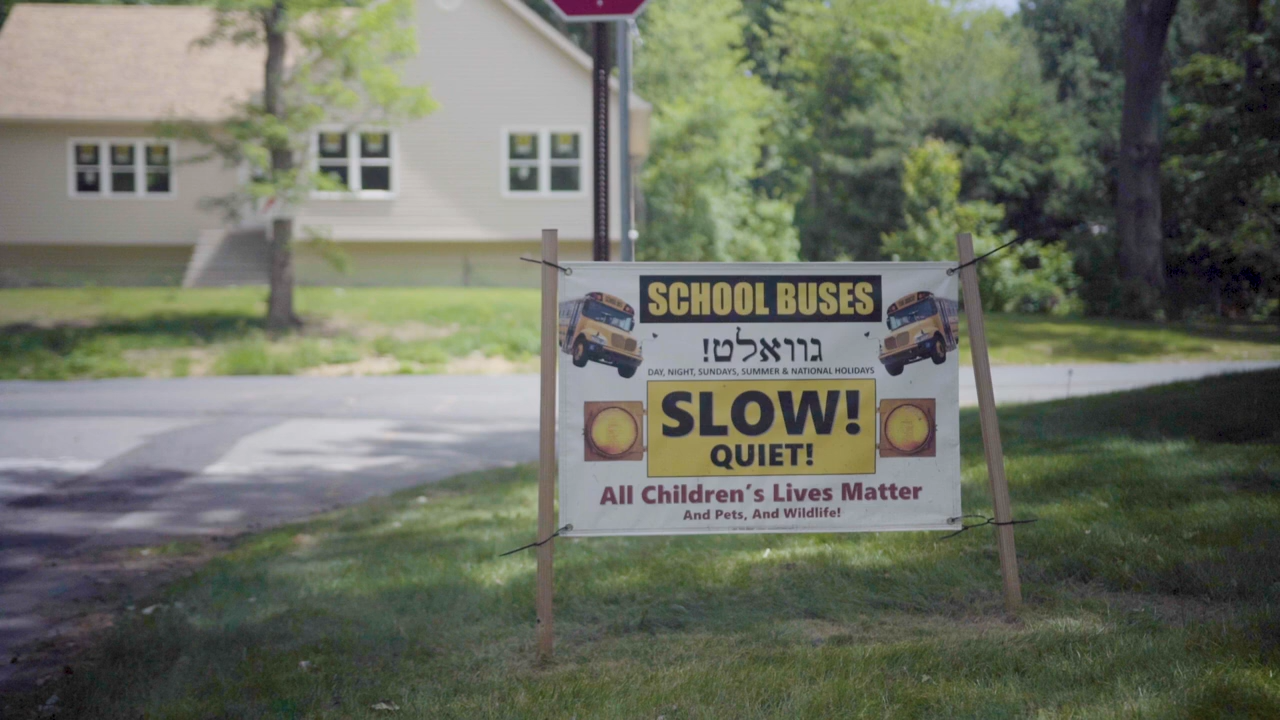 SCHOOL BUSES
גוואלט!
DAY, NIGHT, SUNDAYS, SUMMER & NATIONAL HOLIDAYS
SLOW!
QUIET!
All Children's Lives Matter
And Pets, And Wildlife!